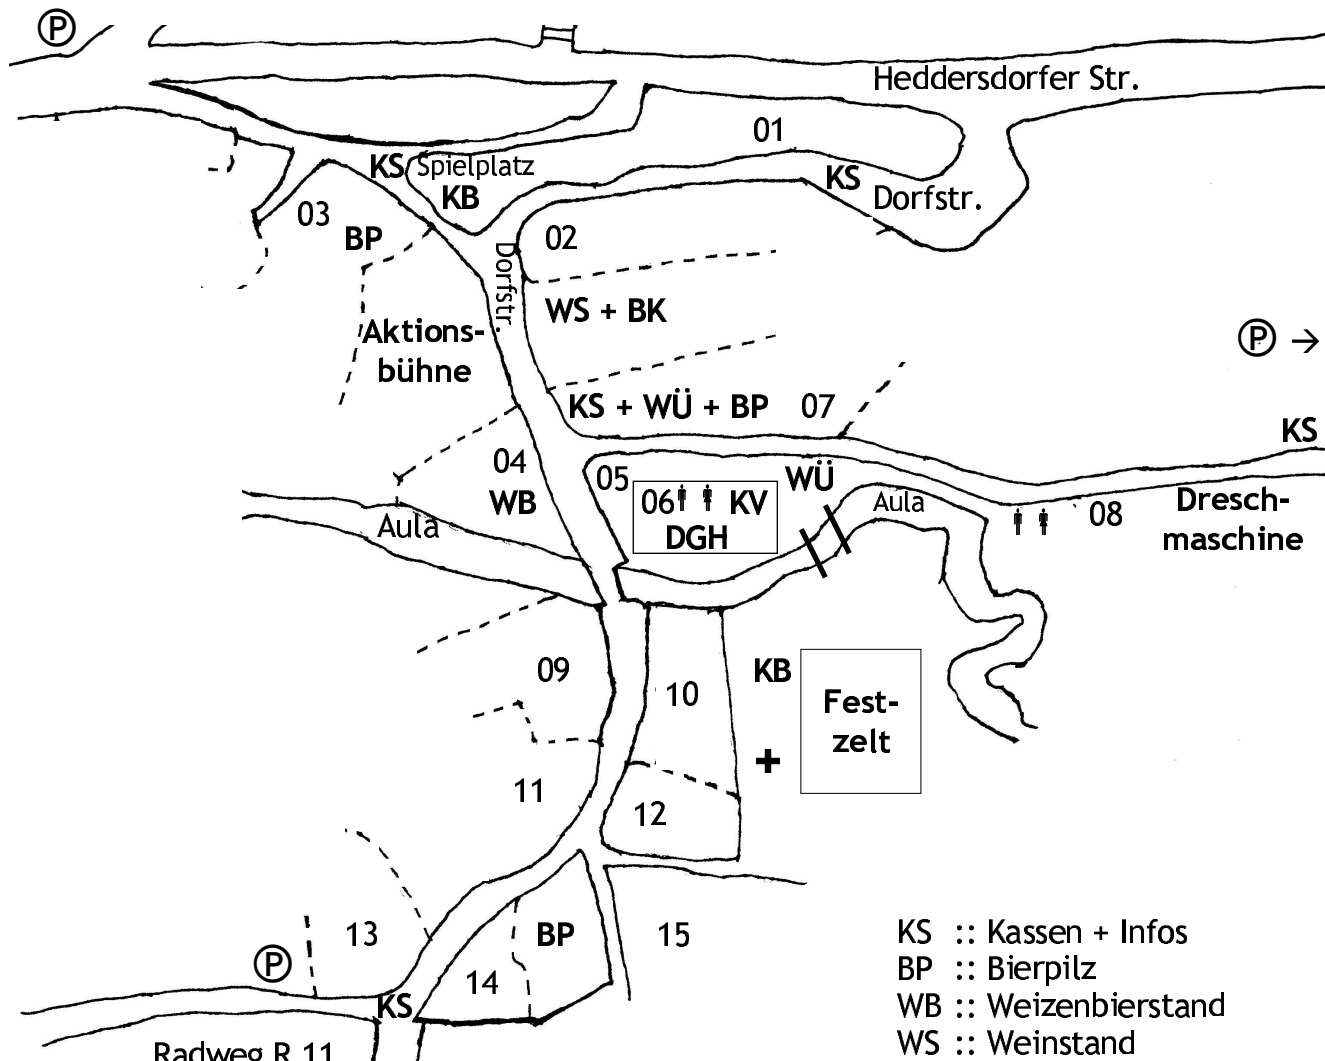 P
Heddersdorfer Str.
01
KS Spielplatz
KB
KS
Dorfstr.
03
BP
02
Dorfstr.
WS + BK
Aktions-
bühne
P →
KS + WÜ + BP 07
KS
04
WB
05
WÜ
06 KV
DGH
Aula
Aula
08
Dresch-
maschine
09
10
KB
Fest-
zelt
+
11
12
13
BP
15
P
14
KS
Radweg R 11
KS :: Kassen + Infos
BP :: Bierpilz
WB :: Weizenbierstand
WS :: Weinstand